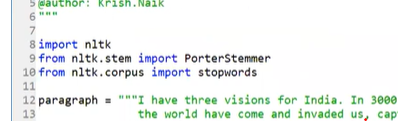 5 @author: Krish.Naik
6 """
7
8 import nltk
9 from nltk.stem import PorterStemmer
10 from nltk.corpus import stopwords
11
12 paragraph = """I have three visions for India. In 3000
13 the world have come and invaded us, cap